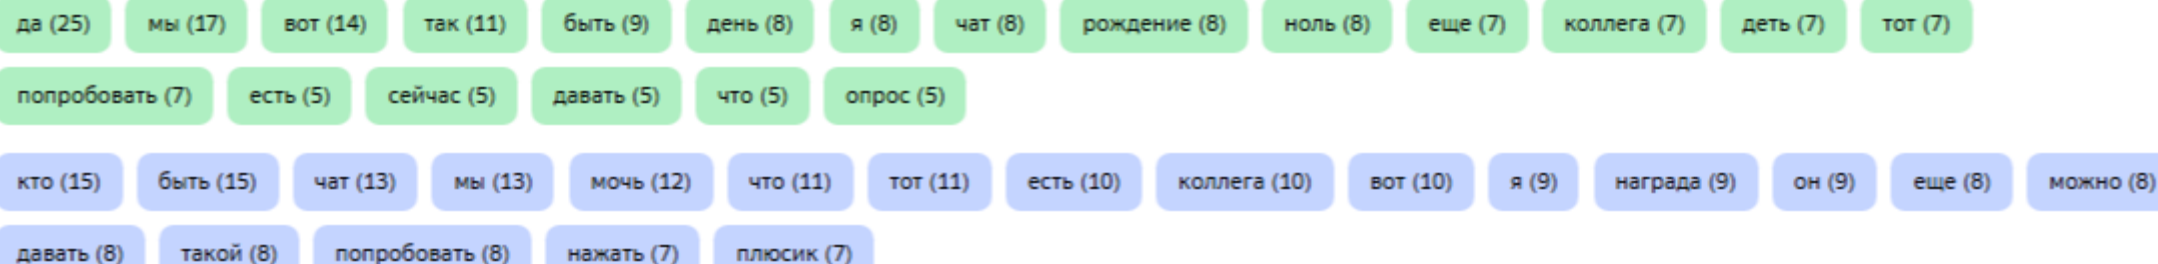 да (25) мы (17) вот (14) так (11) быть (9) день (8) я (8) чат (8) рождение (8) ноль (8) еще (7) коллега (7) деть (7) тот (7)
попробовать (7) есть (5) сейчас (5) давать (5) что (5) опрос (5)
кто (15) быть (15) чат (13) мы (13) мочь (12) что (11) тот (11) есть (10) коллега (10) вот (10) я (9) награда (9) он (9) еще (8) можно (8)
давать (8) такой (8) попробовать (8) нажать (7) плюсик (7)